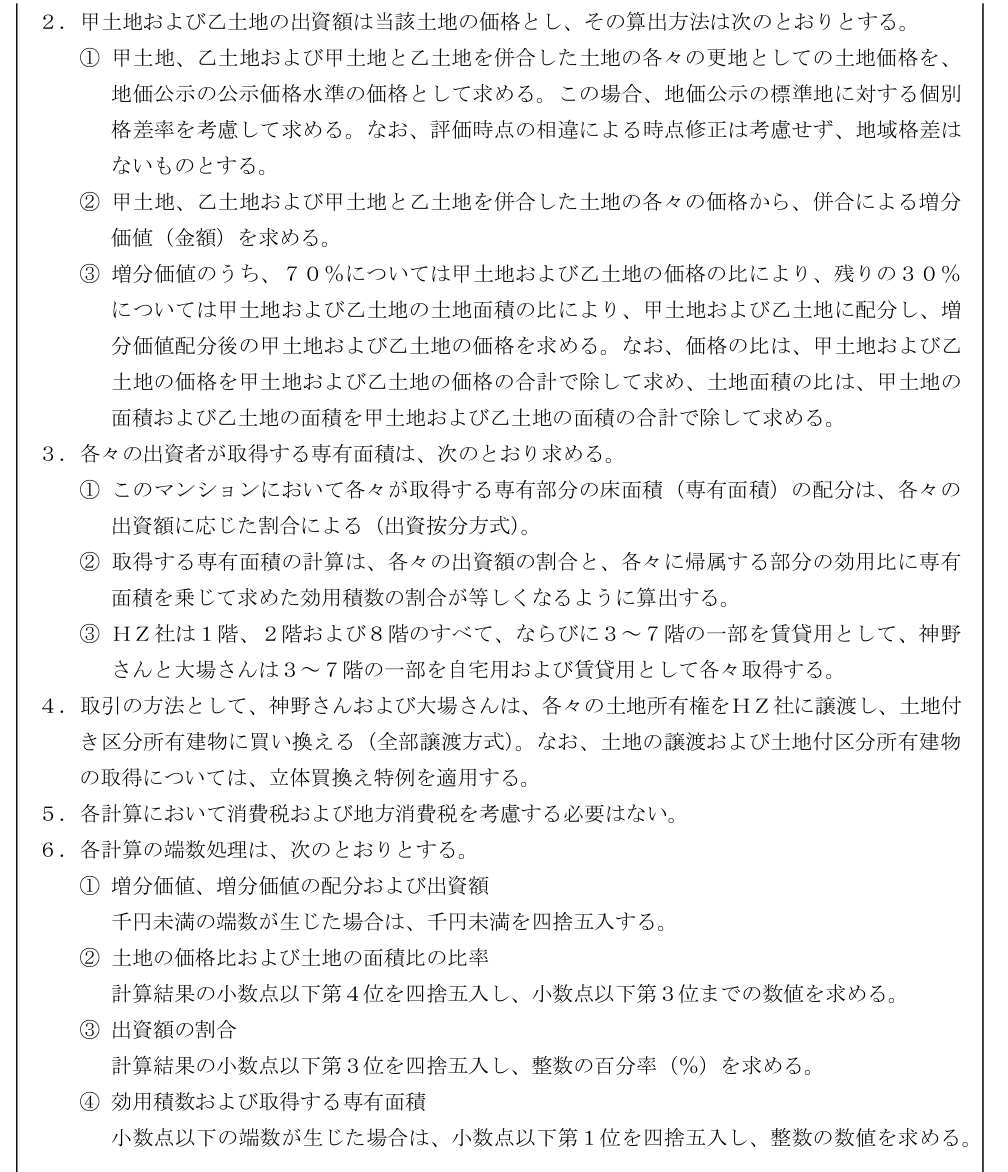 ２．甲土地および乙土地の出資額は当該土地の価格とし、その算出方法は次のとおりとする。
① 甲土地、乙土地および甲土地と乙土地を併合した土地の各々の更地としての土地価格を、
地価公示の公示価格水準の価格として求める。この場合、地価公示の標準地に対する個別
格差率を考慮して求める。なお、評価時点の相違による時点修正は考慮せず、地域格差は
ないものとする。
② 甲土地、乙土地および甲土地と乙土地を併合した土地の各々の価格から、併合による増分
価値（金額）を求める。
③ 増分価値のうち、７０％については甲土地および乙土地の価格の比により、残りの３０％
については甲土地および乙土地の土地面積の比により、甲土地および乙土地に配分し、増
分価値配分後の甲土地および乙土地の価格を求める。なお、価格の比は、甲土地および乙
土地の価格を甲土地および乙土地の価格の合計で除して求め、土地面積の比は、甲土地の
面積および乙土地の面積を甲土地および乙土地の面積の合計で除して求める。
３．各々の出資者が取得する専有面積は、次のとおり求める。
① このマンションにおいて各々が取得する専有部分の床面積（専有面積）の配分は、各々の
出資額に応じた割合による（出資按分方式）。
② 取得する専有面積の計算は、各々の出資額の割合と、各々に帰属する部分の効用比に専有
面積を乗じて求めた効用積数の割合が等しくなるように算出する。
③ ＨＺ社は１階、２階および８階のすべて、ならびに３～７階の一部を賃貸用として、神野
さんと大場さんは３～７階の一部を自宅用および賃貸用として各々取得する。
４．取引の方法として、神野さんおよび大場さんは、各々の土地所有権をＨＺ社に譲渡し、土地付
き区分所有建物に買い換える（全部譲渡方式）。なお、土地の譲渡および土地付区分所有建物
の取得については、立体買換え特例を適用する。
５．各計算において消費税および地方消費税を考慮する必要はない。
６．各計算の端数処理は、次のとおりとする。
① 増分価値、増分価値の配分および出資額
千円未満の端数が生じた場合は、千円未満を四捨五入する。
② 土地の価格比および土地の面積比の比率
計算結果の小数点以下第４位を四捨五入し、小数点以下第３位までの数値を求める。
③ 出資額の割合
計算結果の小数点以下第３位を四捨五入し、整数の百分率（％）を求める。
④ 効用積数および取得する専有面積
小数点以下の端数が生じた場合は、小数点以下第１位を四捨五入し、整数の数値を求める。